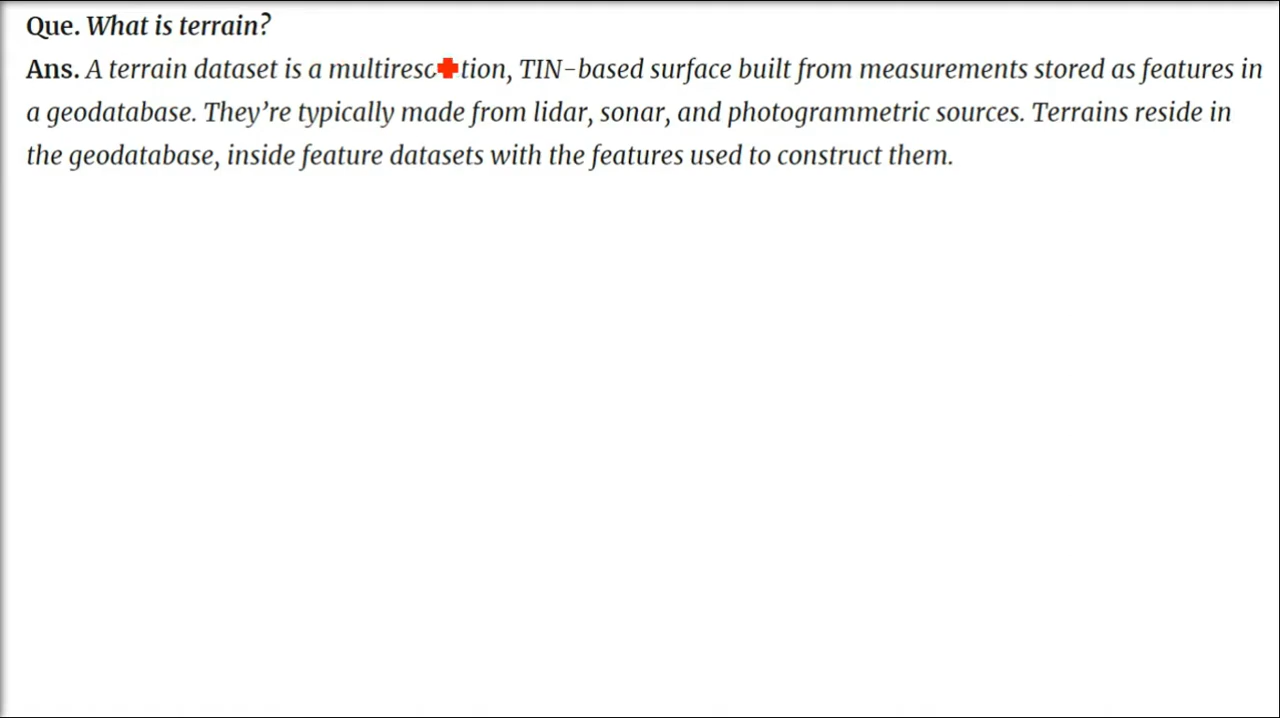 Que. What is terrain?
Ans. A terrain dataset is a TIN-based surface built from measurements stored as features in
a geodatabase. They’re typically made from lidar, sonar, and photogrammetric sources. Terrains reside in
the geodatabase, inside feature datasets with the features used to construct them.